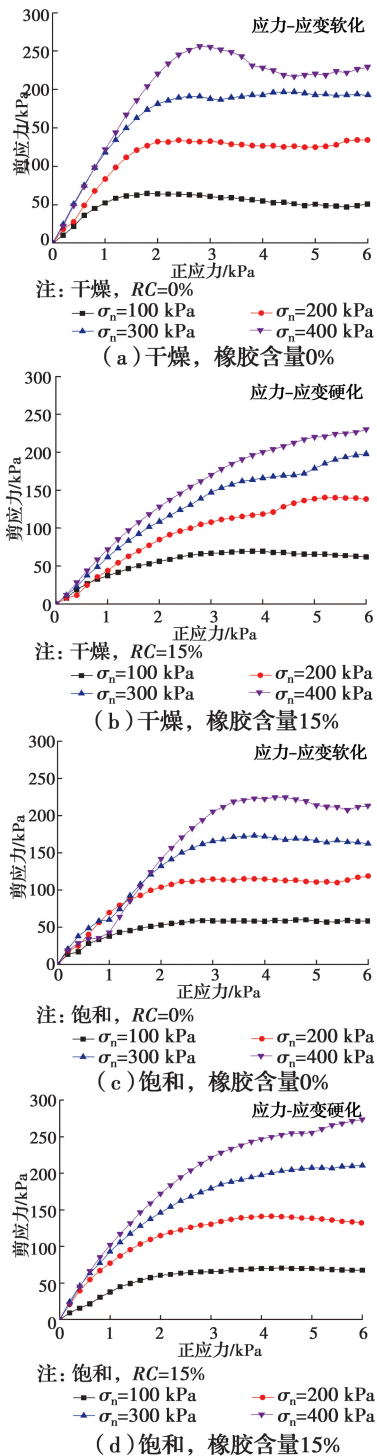 300
应力-应变软化
250
200
150
100
50
0
剪应力/kPa
0 1 2 3 4 5 6
正应力/kPa
注：干燥，RC=0%
σn=100 kPa σn=200 kPa
σn=300 kPa σn=400 kPa
（a）干燥，橡胶含量0%
300
应力-应变硬化
250
200
150
100
50
0
剪应力/kPa
0 1 2 3 4 5 6
正应力/kPa
注：干燥，RC=15%
σn=100 kPa σn=200 kPa
σn=300 kPa σn=400 kPa
（b）干燥，橡胶含量15%
300
应力-应变软化
250
200
150
100
50
0
剪应力/kPa
0 1 2 3 4 5 6
正应力/kPa
注：饱和，RC=0%
σn=100 kPa σn=200 kPa
σn=300 kPa σn=400 kPa
（c）饱和，橡胶含量0%
300
应力-应变硬化
250
200
150
100
50
0
剪应力/kPa
0 1 2 3 4 5 6
正应力/kPa
注：饱和，RC=15%
σn=100 kPa σn=200 kPa
σn=300 kPa σn=400 kPa
（d）饱和，橡胶含量15%